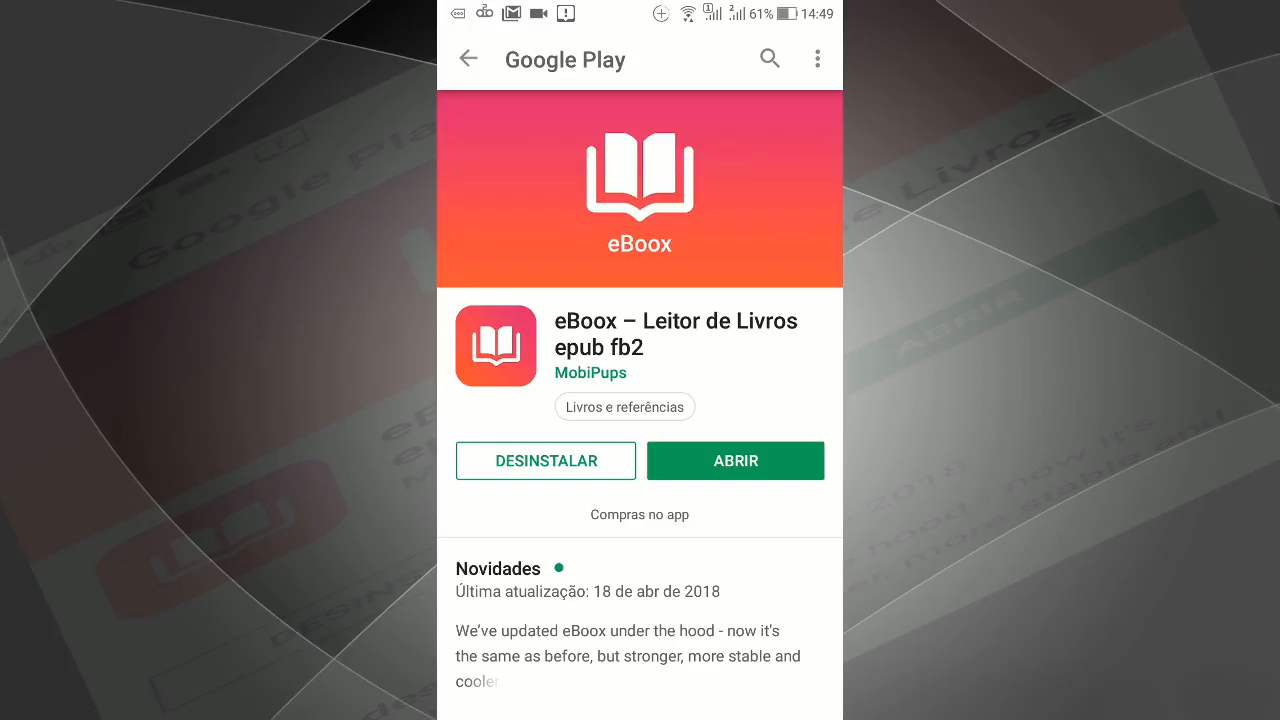 61% 14:49
Google Play
eBoox
eBoox – Leitor de Livros
epub fb2
MobiPups
Livros e referências
DESINSTALAR
ABRIR
Compras no app
Novidades
Última atualização: 18 de abr de 2018
We’ve updated eBoox under the hood - now it's
the same as before, but stronger, more stable and
cooler